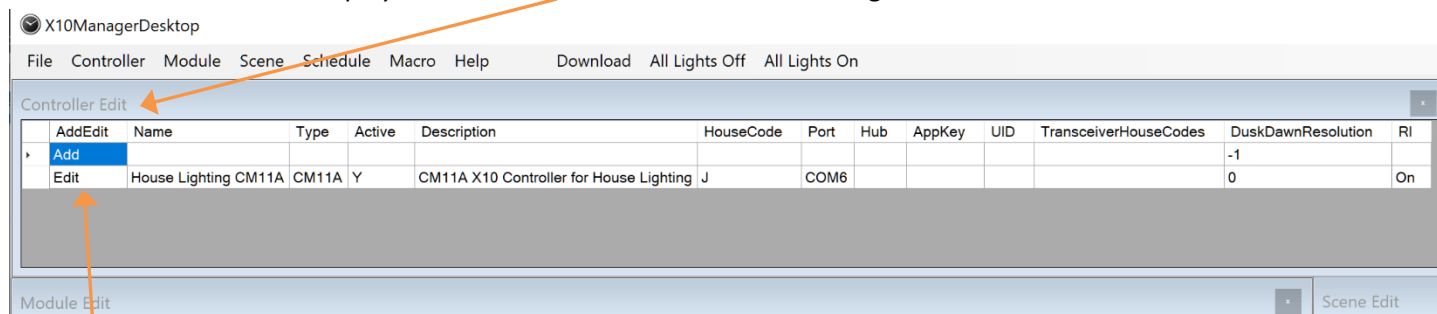 X10ManagerDesktop
File Controller Module Scene Schedule Macro Help Download All Lights Off All Lights On
Controller Edit x
AddEdit Name Type Active Description HouseCode Port Hub AppKey UID TransceiverHouseCodes DuskDawnResolution RI
Add -1
Edit House Lighting CM11A CM11A Y CM11A X10 Controller for House Lighting J COM6 0 On
Module Edit x Scene Edit